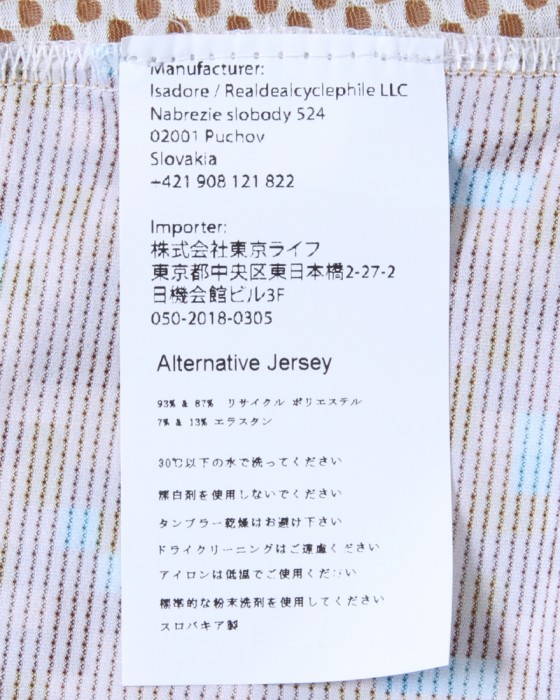 Manufacturer:
Isadore / Realdealcyclephile LLC
Nabrezie slobody 524
02001 Puchov
Slovakia
+421 908 121 822
Importer:
株式会社東京ライフ
東京都中央区東日本橋2-27-2
日機会館ビル3F
050-2018-0305
Alternative Jersey
93% & 87% リサイクル ポリエステル
7% & 13% エラスタン
30℃以下の水で洗ってください
漂白剤を使用しないでください
タンブラー乾燥はお避け下さい
ドライクリーニングはご遠慮ください
アイロンは低温でご使用ください
標準的な粉末洗剤を使用してください
スロバキア製